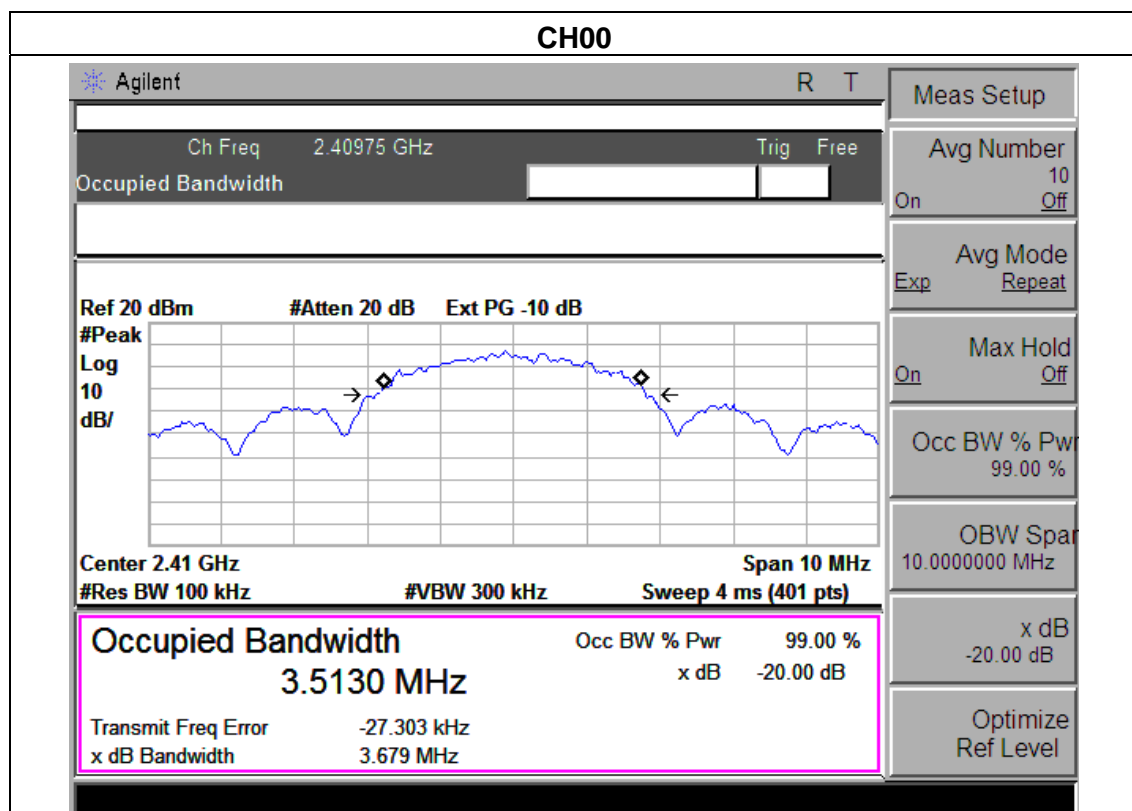 CH00
Agilent R T
Ch Freq 2.40975 GHz Trig Free
Occupied Bandwidth
Ref 20 dBm #Atten 20 dB Ext PG -10 dB
#Peak
Log
10
dB/
Center 2.41 GHz Span 10 MHz
#Res BW 100 kHz #VBW 300 kHz Sweep 4 ms (401 pts)
Occupied Bandwidth Occ BW % Pwr 99.00 %
3.5130 MHz x dB -20.00 dB
Transmit Freq Error -27.303 kHz
x dB Bandwidth 3.679 MHz
Meas Setup
Avg Number
10
On Off
Avg Mode
Exp Repeat
Max Hold
On Off
Occ BW % Pwr
99.00 %
OBW Span
10.0000000 MHz
x dB
-20.00 dB
Optimize
Ref Level